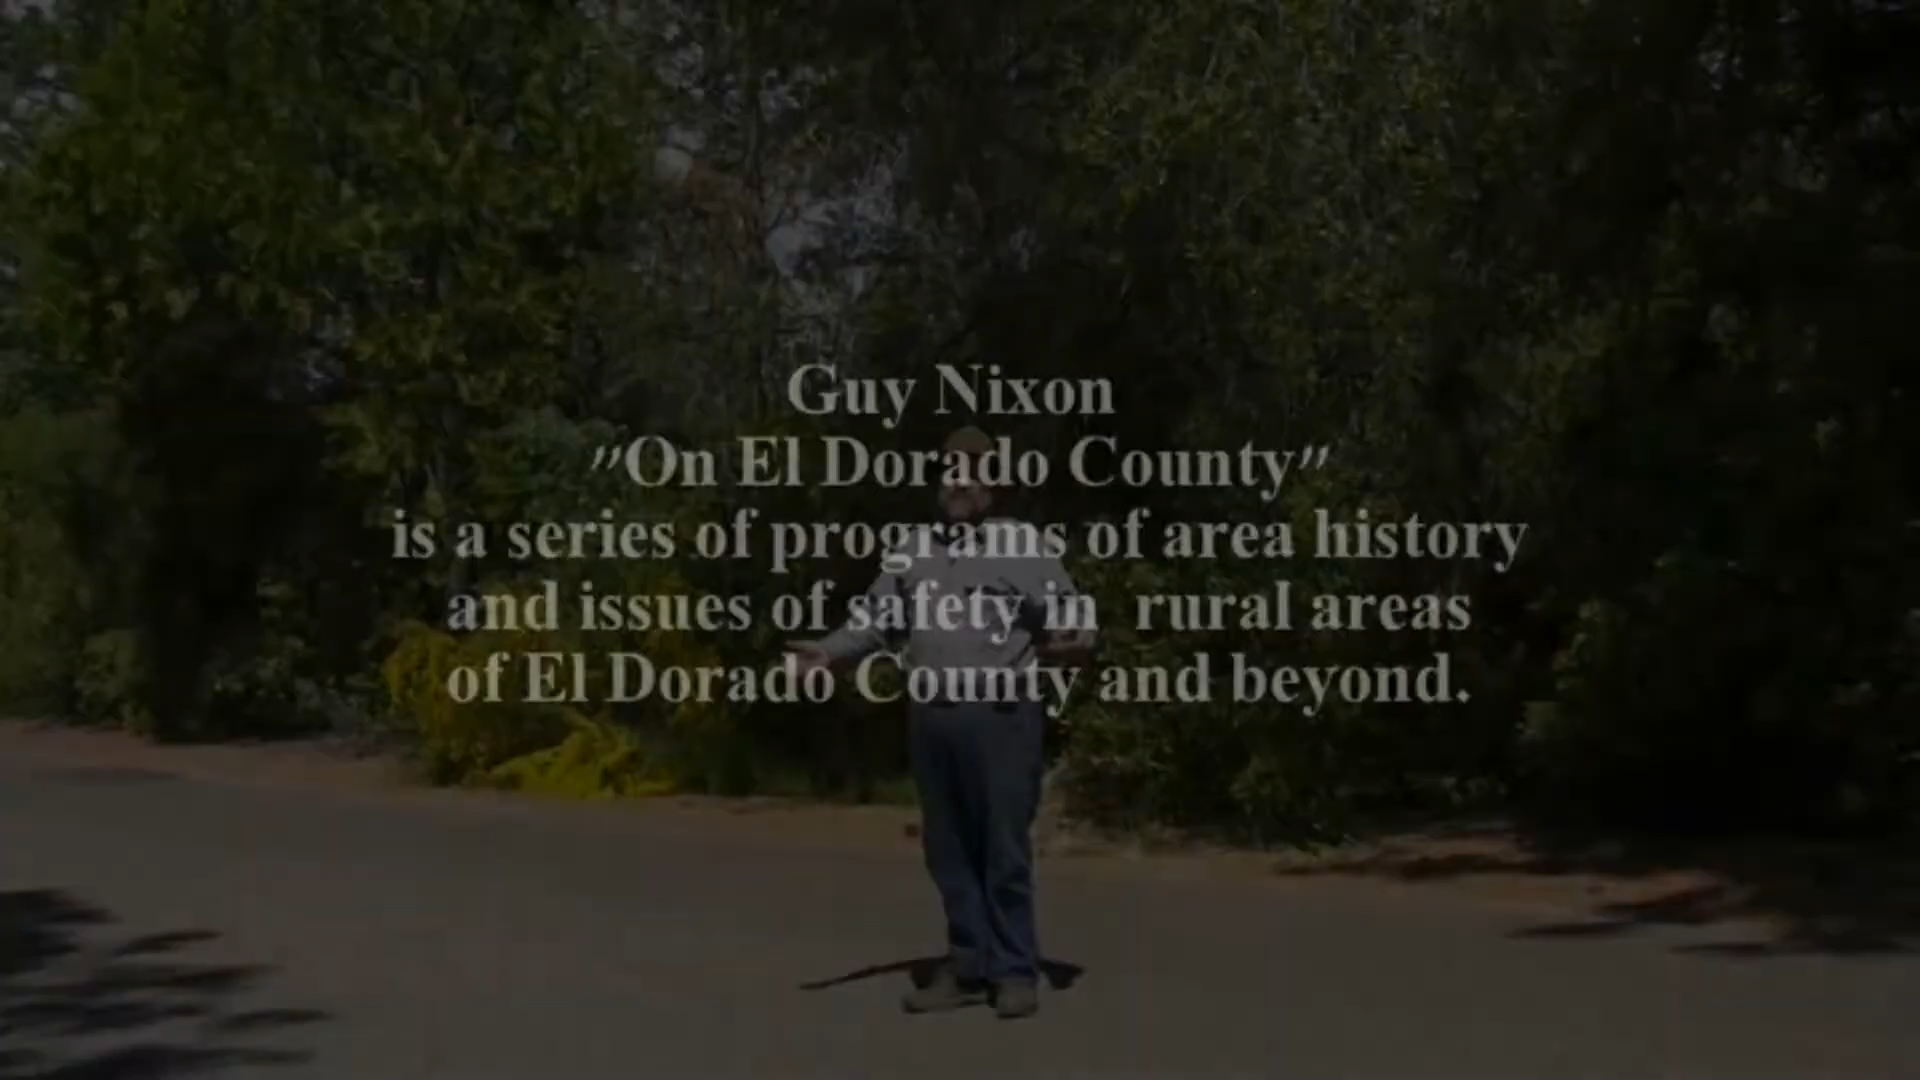 Guy Nixon
"On El Dorado County"
is a series of programs of area history
and issues of safety in  rural areas
of El Dorado County and beyond.